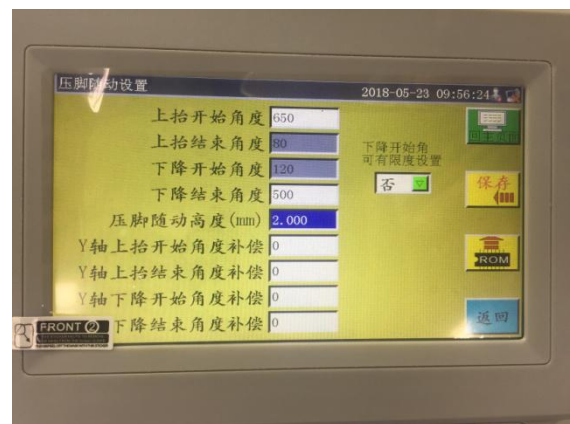 压脚随动设置
2018-05-23 09:56:24
上抬开始角度 650
上抬结束角度 80
下降开始角度 120
下降结束角度 500
压脚随动高度(mm) 2.000
Y轴上抬开始角度补偿 0
Y轴上抬结束角度补偿 0
Y轴下降开始角度补偿 0
下降结束角度补偿 0
下降开始角
可有限度设置
否
保存
ROM
返回
FRONT ②